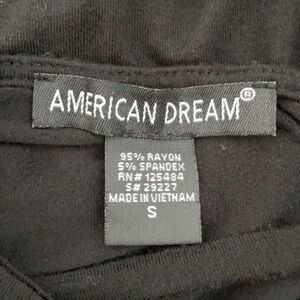 AMERICAN DREAM®
95% RAYON
5% SPANDEX
RN# 125484
S# 29227
MADE IN VIETNAM
S